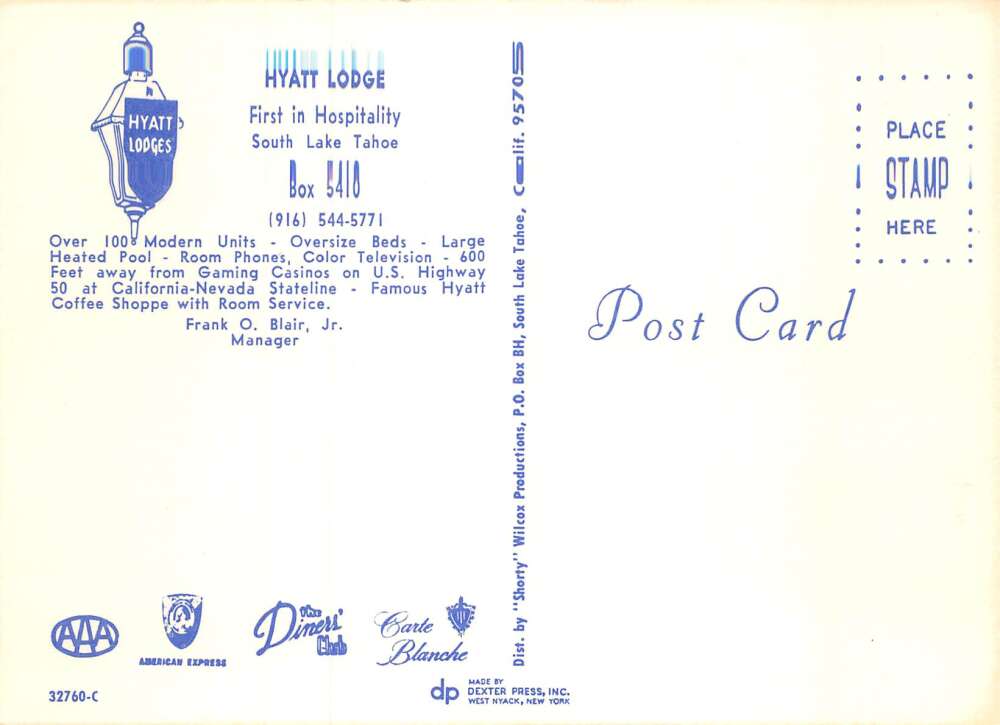 HYATT
LODGES
HYATT LODGE
First in Hospitality
South Lake Tahoe
Box 5410
(916) 544-5771
Over 100 Modern Units - Oversize Beds - Large
Heated Pool - Room Phones, Color Television - 600
Feet away from Gaming Casinos on U.S. Highway
50 at California-Nevada Stateline - Famous Hyatt
Coffee Shoppe with Room Service.
Frank O. Blair, Jr.
Manager
AAA
AMERICAN EXPRESS
The
Diners'
Club
Carte
Blanche
32760-C
Dist. by "Shorty" Wilcox Productions, P.O. Box BH, South Lake Tahoe, Calif. 95705
dp
MADE BY
DEXTER PRESS, INC.
WEST NYACK, NEW YORK
PLACE
STAMP
HERE
Post Card